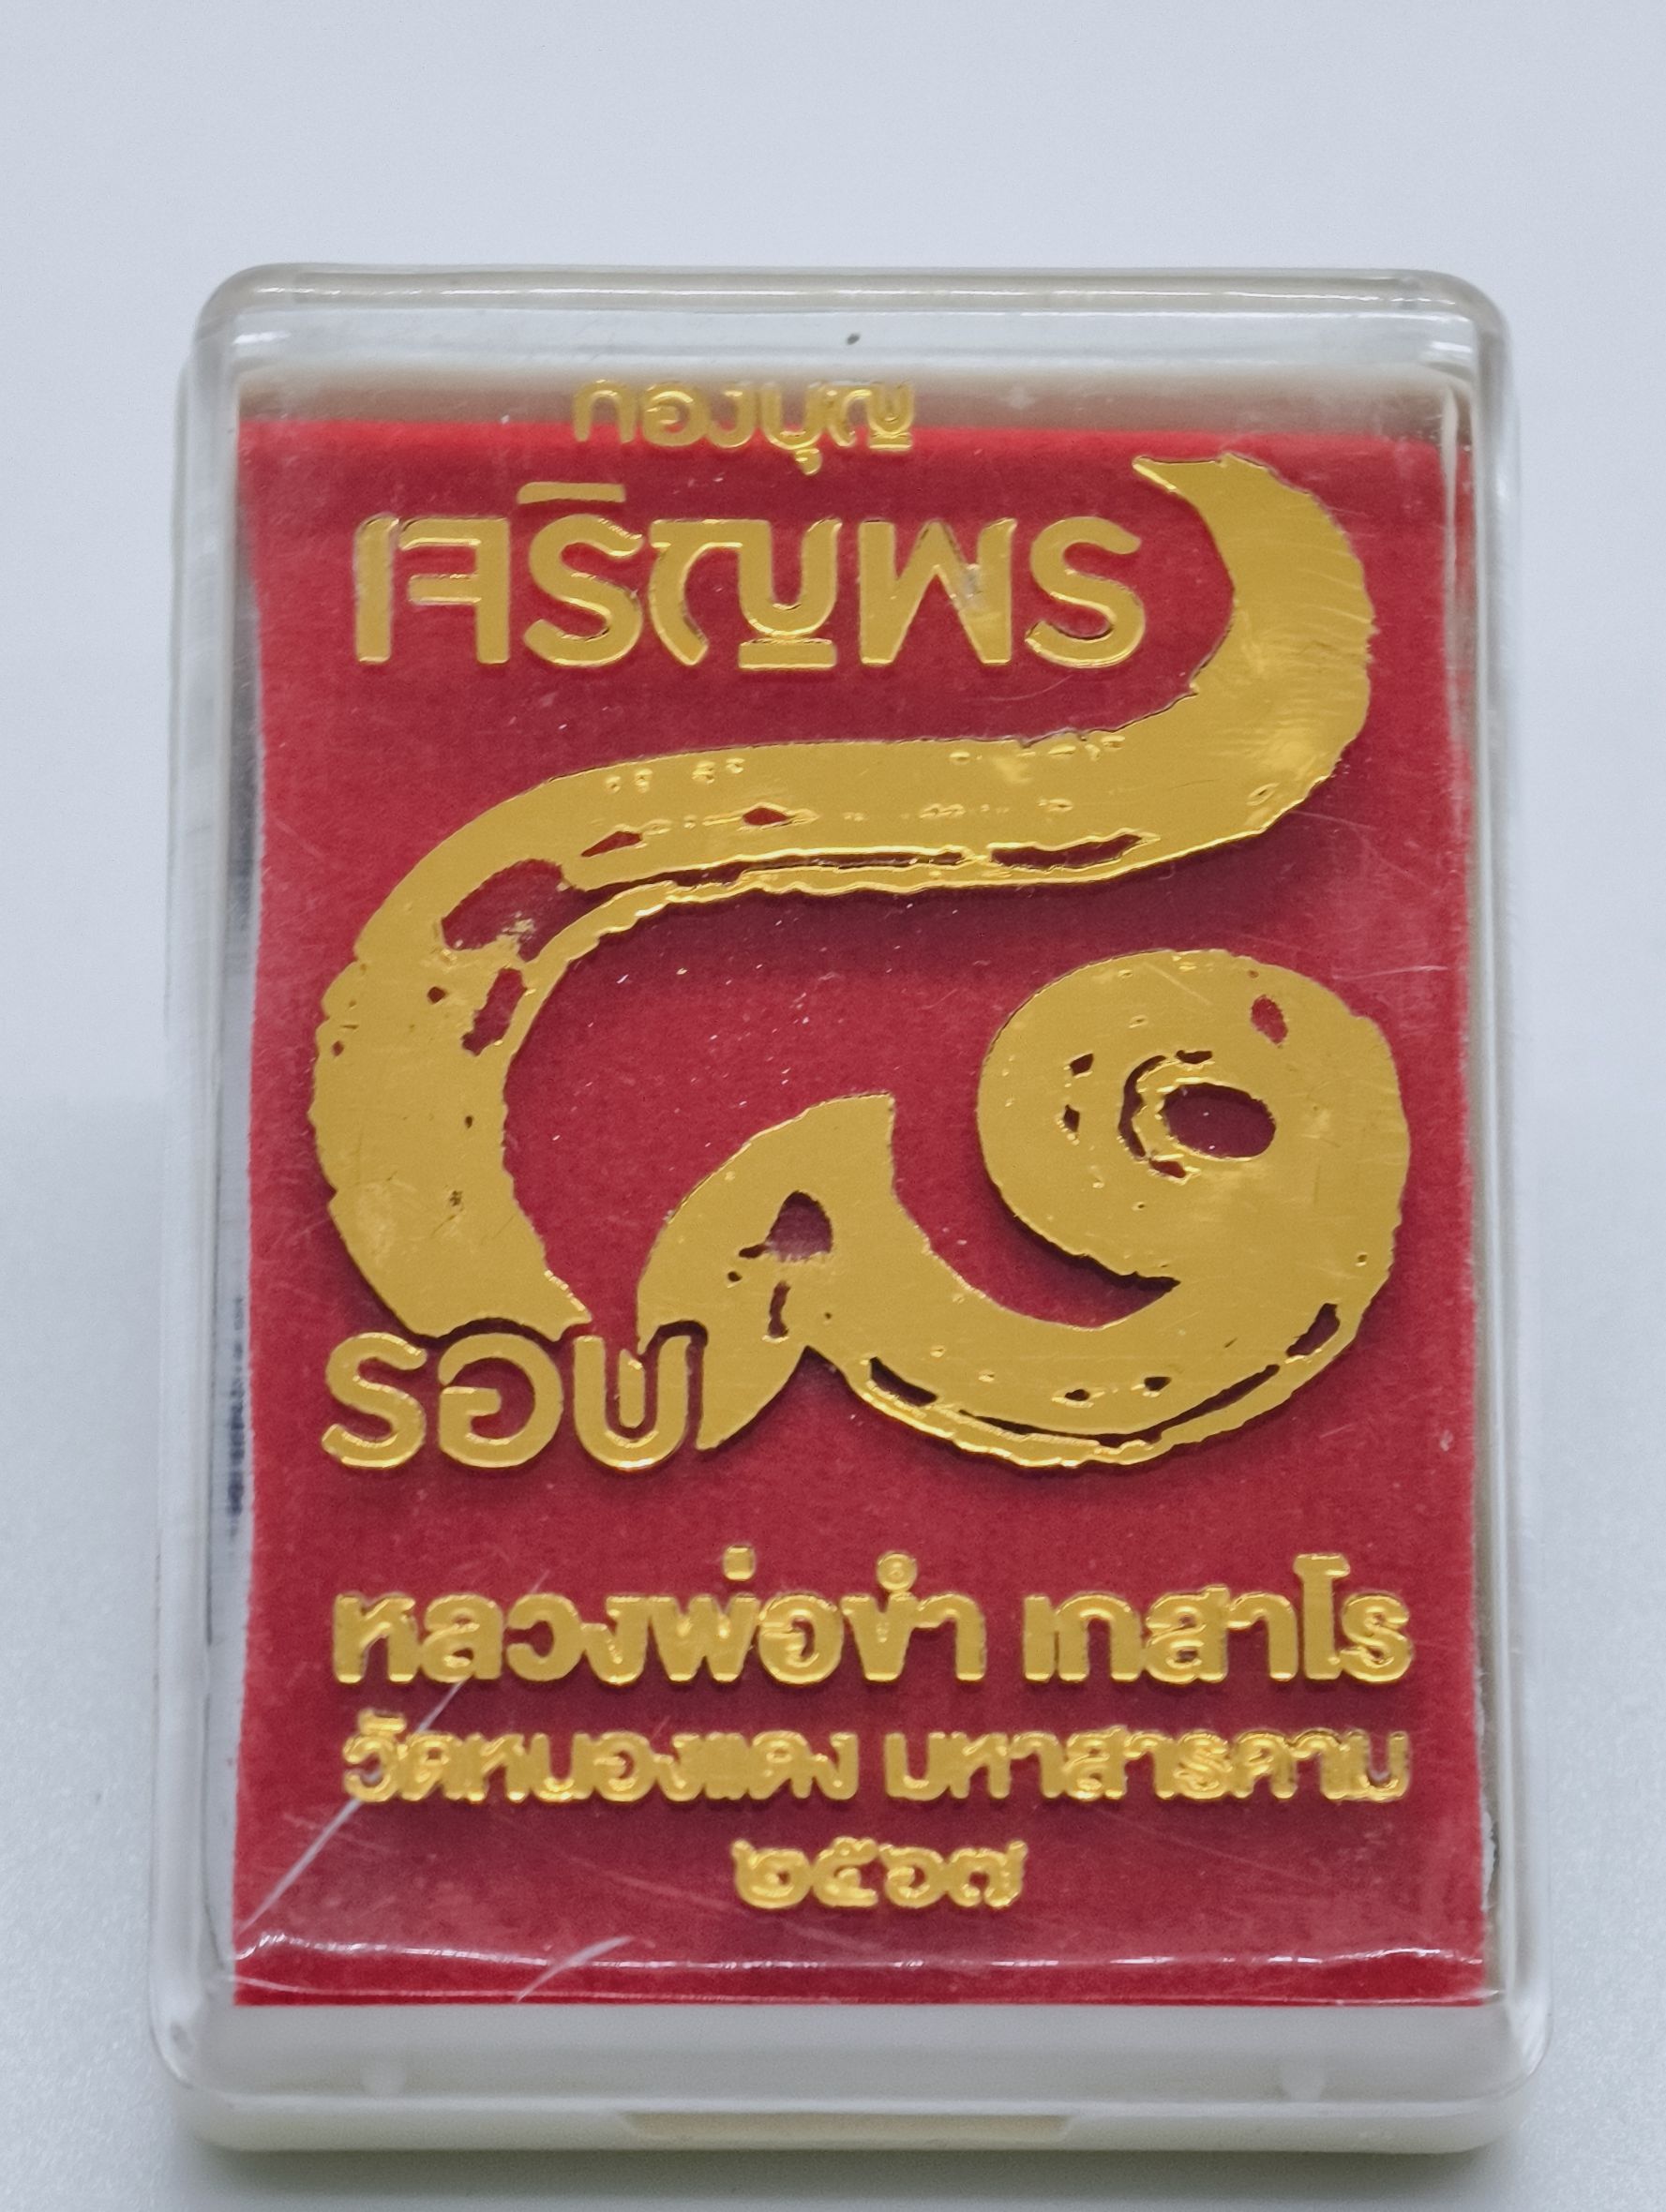 กองบุญ
เจริญพร
๘
รอบ
หลวงพ่อขำ เกสาโร
วัดหนองแดง มหาสารคาม
๒๕๖๗